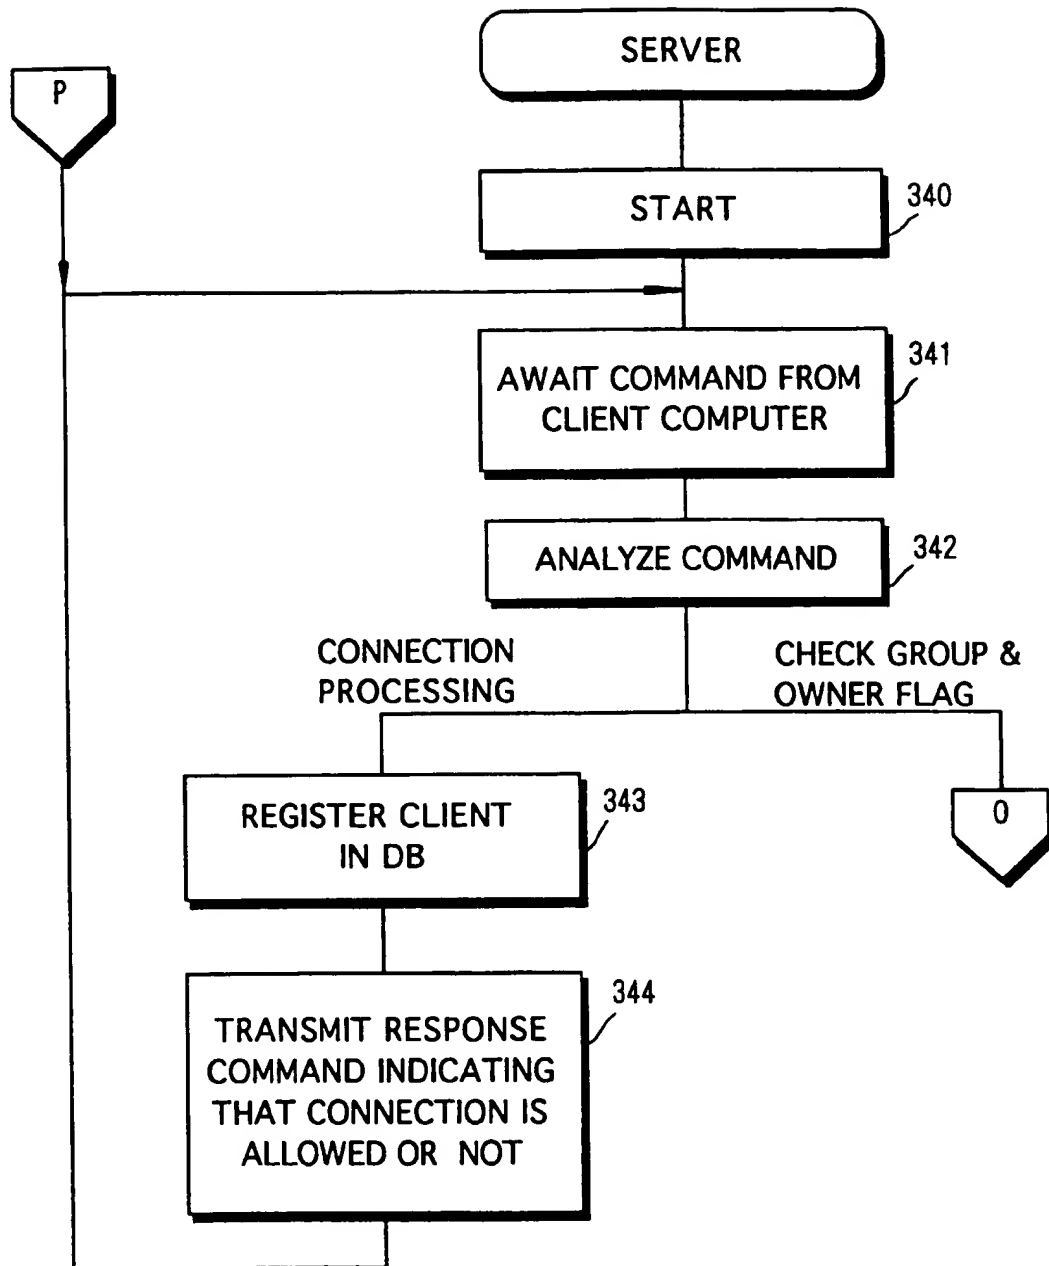 SERVER
P
START
340
AWAIT COMMAND FROM
CLIENT COMPUTER
341
ANALYZE COMMAND
342
CONNECTION
PROCESSING
CHECK GROUP &
OWNER FLAG
REGISTER CLIENT
IN DB
343
O
TRANSMIT RESPONSE
COMMAND INDICATING
THAT CONNECTION IS
ALLOWED OR NOT
344